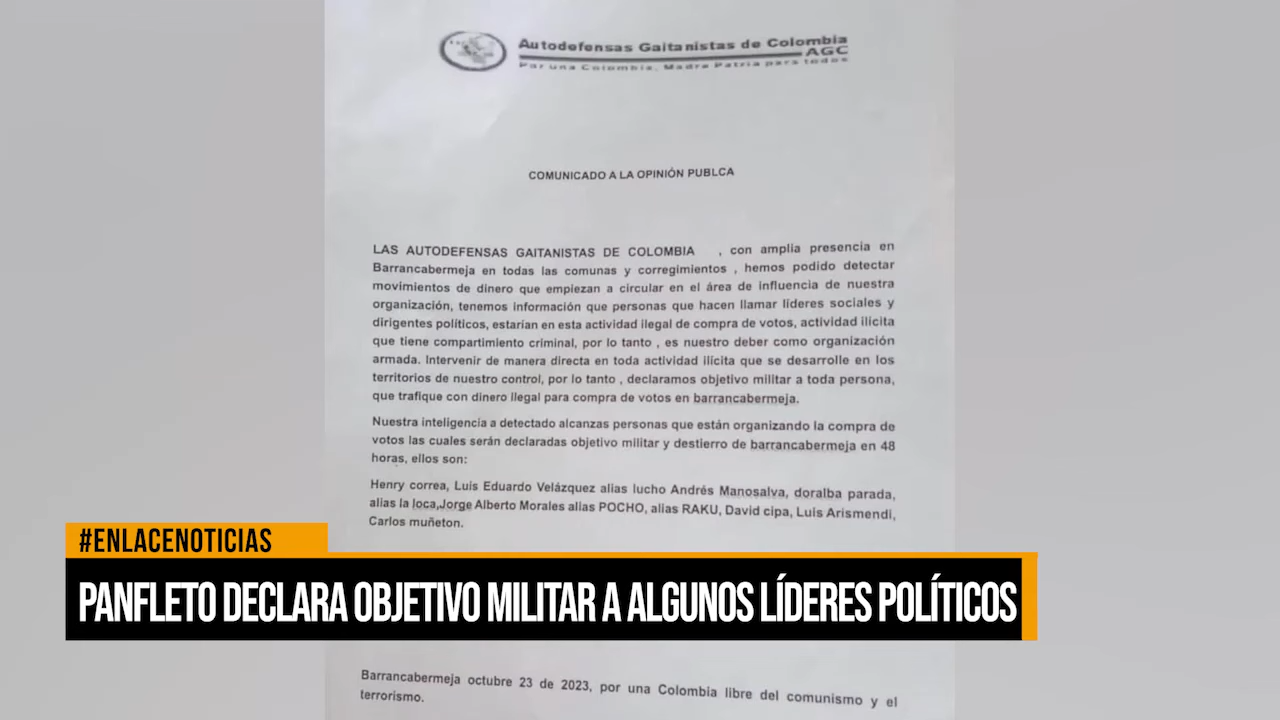 Autodefensas Gaitanistas de Colombia
AGC
Por una Colombia, Madre Patria para todos
COMUNICADO A LA OPINIÓN PUBLCA
LAS AUTODEFENSAS GAITANISTAS DE COLOMBIA , con amplia presencia en
Barrancabermeja en todas las comunas y corregimientos , hemos podido detectar
movimientos de dinero que empiezan a circular en el área de influencia de nuestra
organización, tenemos información que personas que hacen llamar líderes sociales y
dirigentes políticos, estarían en esta actividad ilegal de compra de votos, actividad ilícita
que tiene compartimiento criminal, por lo tanto , es nuestro deber como organización
armada. Intervenir de manera directa en toda actividad ilícita que se desarrolle en los
territorios de nuestro control, por lo tanto , declaramos objetivo militar a toda persona,
que trafique con dinero ilegal para compra de votos en barrancabermeja.
Nuestra inteligencia a detectado alcanzas personas que están organizando la compra de
votos las cuales serán declaradas objetivo militar y destierro de barrancabermeja en 48
horas, ellos son:
Henry correa, Luis Eduardo Velázquez alias lucho Andrés Manosalva, doralba parada,
alias la loca,Jorge Alberto Morales alias POCHO, alias RAKU, David cipa, Luis Arismendi,
Carlos muñeton.
#ENLACENOTICIAS
PANFLETO DECLARA OBJETIVO MILITAR A ALGUNOS LÍDERES POLÍTICOS
Barrancabermeja octubre 23 de 2023, por una Colombia libre del comunismo y el
terrorismo.